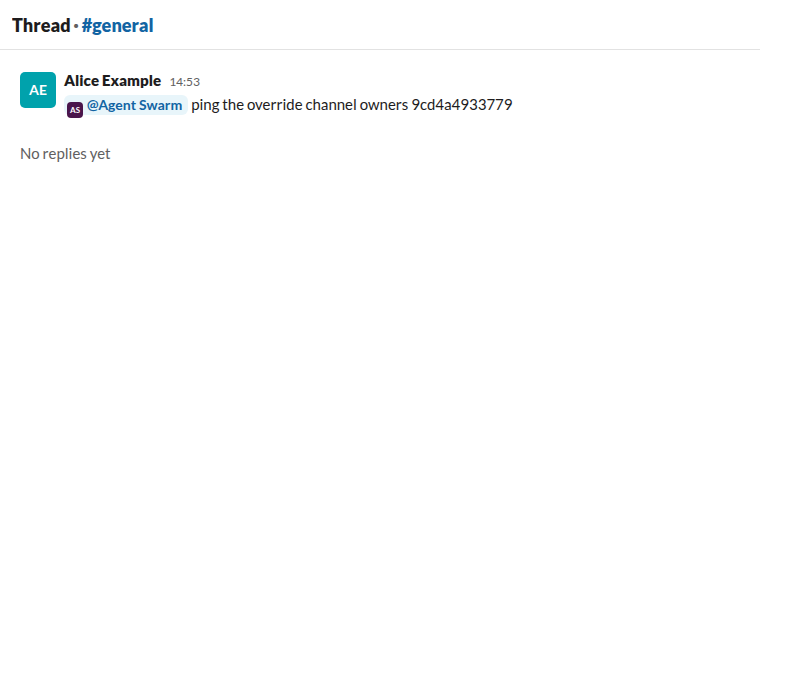 Thread • #general
AE
Alice Example 14:53
AS @Agent Swarm ping the override channel owners 9cd4a4933779
No replies yet